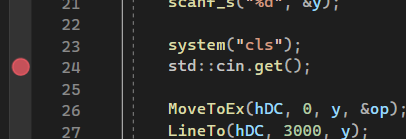 21 scanf_s("%d", &y);
22
23 system("cls");
24 std::cin.get();
25
26 MoveToEx(hDC, 0, y, &op);
27 LineTo(hDC, 3000, y);